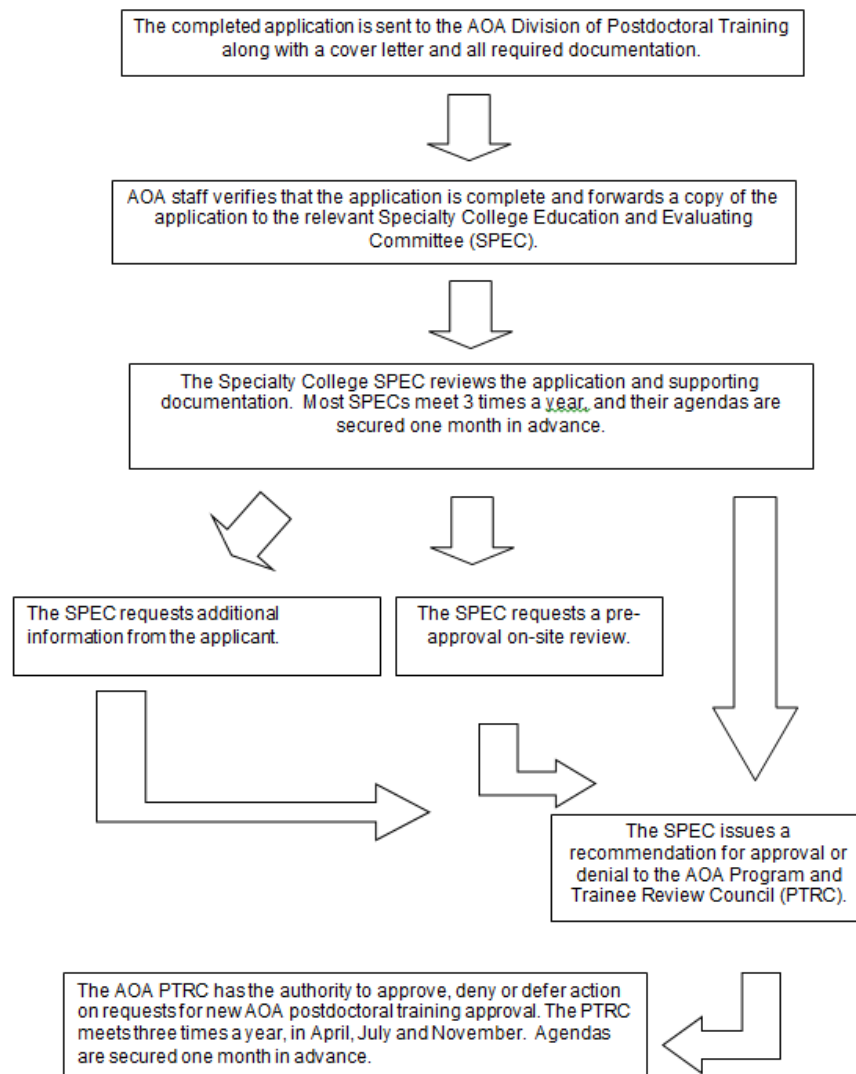 The completed application is sent to the AOA Division of Postdoctoral Training
along with a cover letter and all required documentation.
AOA staff verifies that the application is complete and forwards a copy of the
application to the relevant Specialty College Education and Evaluating
Committee (SPEC).
The Specialty College SPEC reviews the application and supporting
documentation. Most SPECs meet 3 times a year, and their agendas are
secured one month in advance.
The SPEC requests additional
information from the applicant.
The SPEC requests a pre-
approval on-site review.
The SPEC issues a
recommendation for approval or
denial to the AOA Program and
Trainee Review Council (PTRC).
The AOA PTRC has the authority to approve, deny or defer action
on requests for new AOA postdoctoral training approval. The PTRC
meets three times a year, in April, July and November. Agendas
are secured one month in advance.